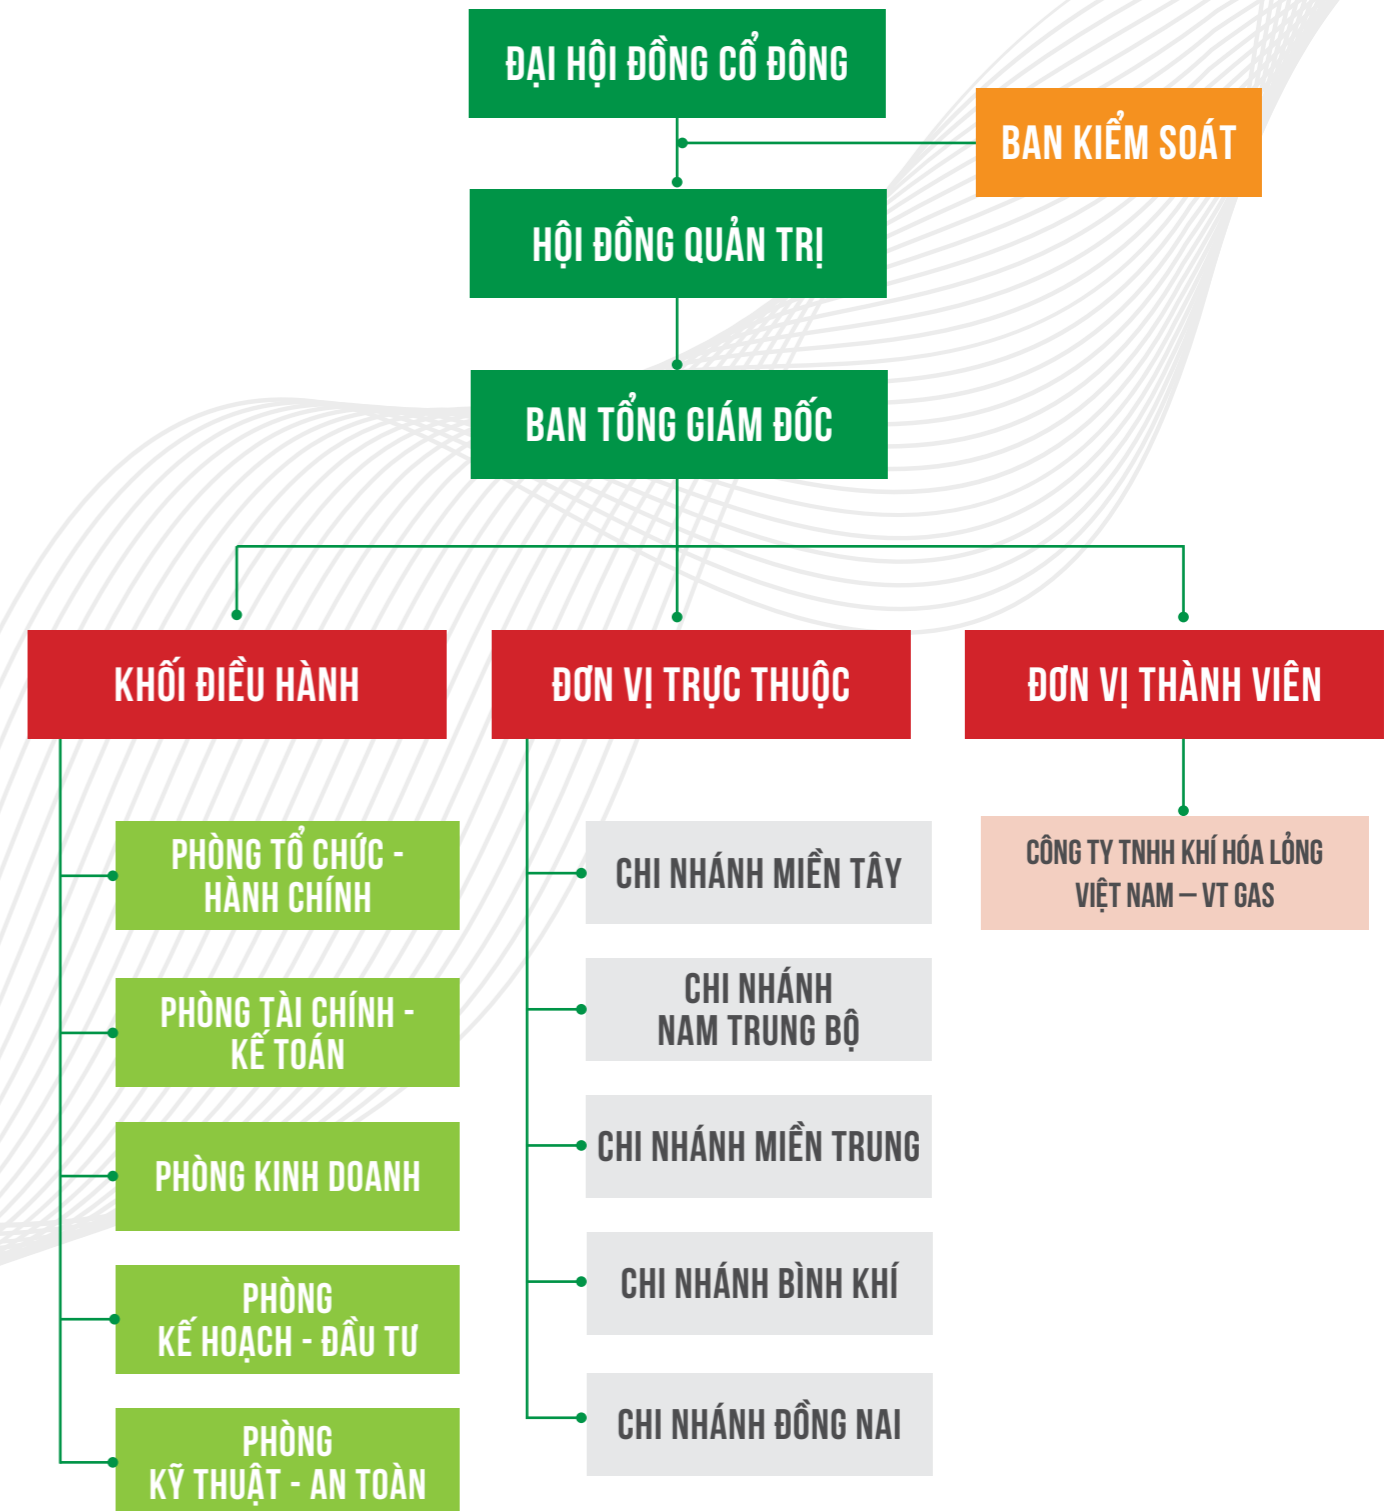 ĐẠI HỘI ĐỒNG CỔ ĐÔNG
BAN KIỂM SOÁT
HỘI ĐỒNG QUẢN TRỊ
BAN TỔNG GIÁM ĐỐC
KHỐI ĐIỀU HÀNH
PHÒNG TỔ CHỨC -
HÀNH CHÍNH
PHÒNG TÀI CHÍNH -
KẾ TOÁN
PHÒNG KINH DOANH
PHÒNG
KẾ HOẠCH - ĐẦU TƯ
PHÒNG
KỸ THUẬT - AN TOÀN
ĐƠN VỊ TRỰC THUỘC
CHI NHÁNH MIỀN TÂY
CHI NHÁNH
NAM TRUNG BỘ
CHI NHÁNH MIỀN TRUNG
CHI NHÁNH BÌNH KHÍ
CHI NHÁNH ĐỒNG NAI
ĐƠN VỊ THÀNH VIÊN
CÔNG TY TNHH KHÍ HÓA LỎNG
VIỆT NAM – VT GAS